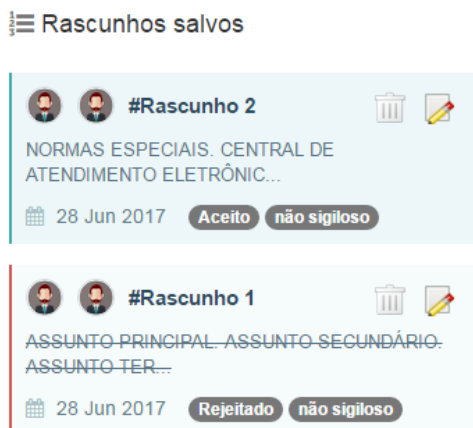 Rascunhos salvos
#Rascunho 2
NORMAS ESPECIAIS. CENTRAL DE
ATENDIMENTO ELETRÔNIC...
28 Jun 2017 Aceito não sigiloso
#Rascunho 1
ASSUNTO PRINCIPAL. ASSUNTO SECUNDÁRIO.
ASSUNTO TER...
28 Jun 2017 Rejeitado não sigiloso